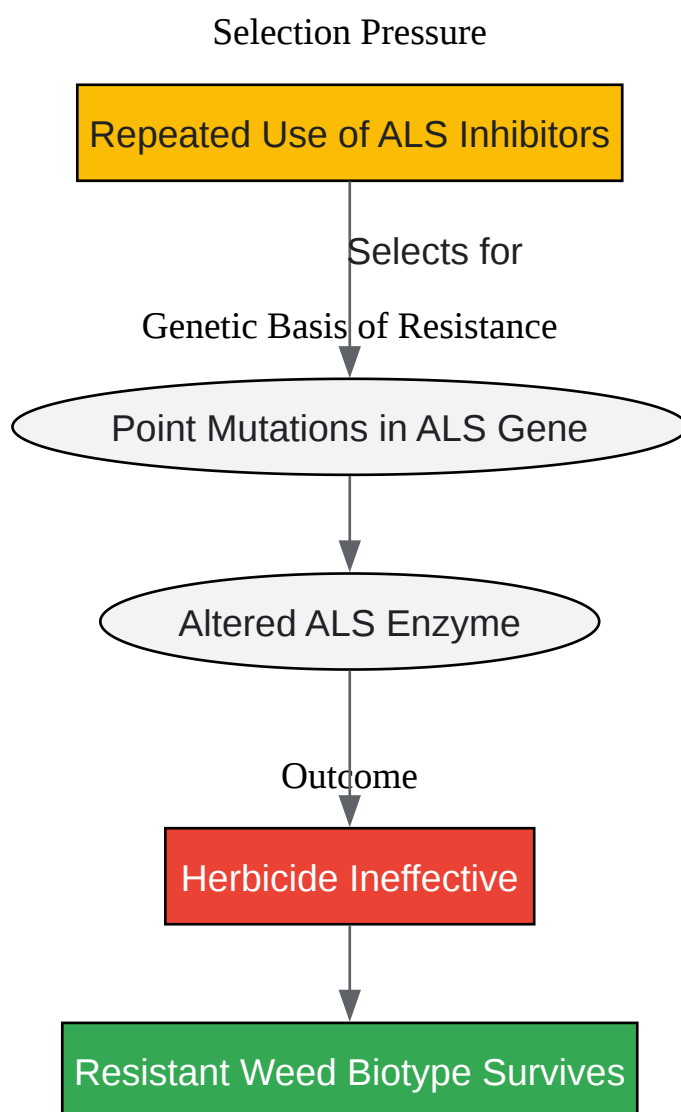 Selection Pressure
Repeated Use of ALS Inhibitors
Selects for
Genetic Basis of Resistance
Point Mutations in ALS Gene
Altered ALS Enzyme
Outcome
Herbicide Ineffective
Resistant Weed Biotype Survives